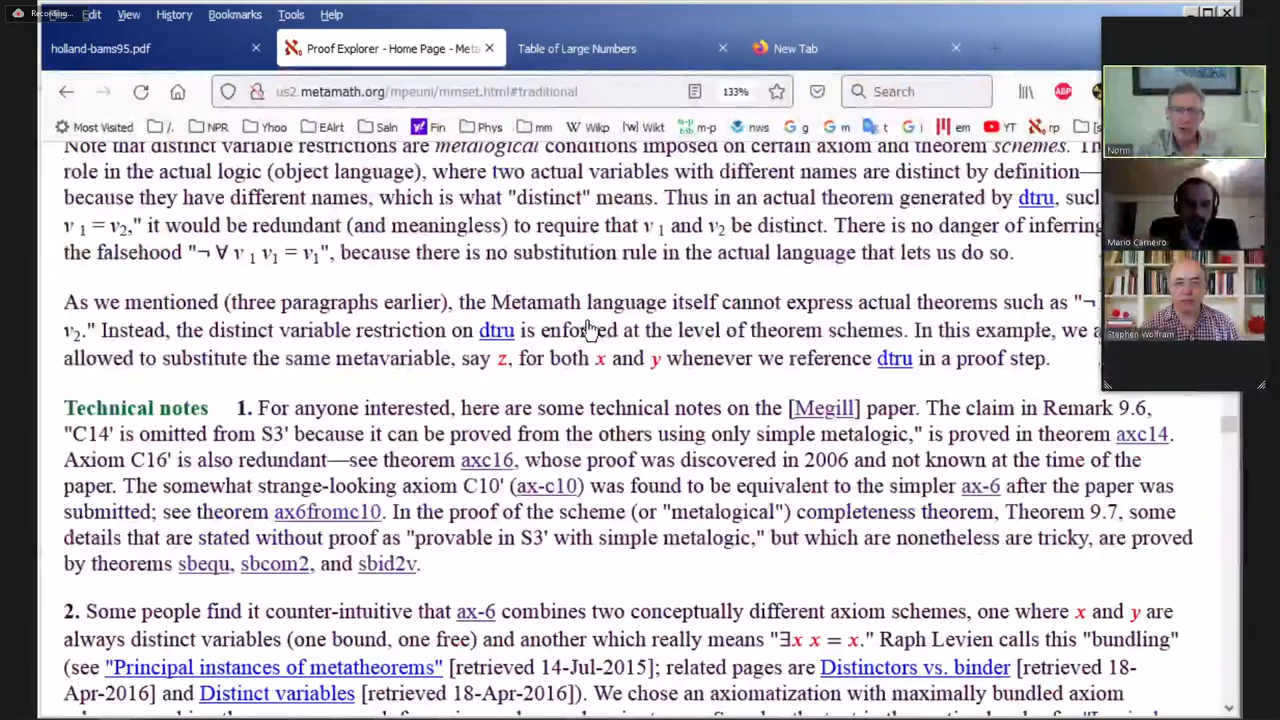 Recording...
Edit View History Bookmarks Tools Help
holland-bams95.pdf Proof Explorer - Home Page - Meta Table of Large Numbers New Tab
us2.metamath.org/mpeuni/mmset.html#traditional 133% Search
Most Visited /. NPR Yhoo EAlrt Saln Fin Phys mm Wikp Wikt m-p nws g m t i em YT rp [s
Note that distinct variable restrictions are metalogical conditions imposed on certain axiom and theorem schemes.
role in the actual logic (object language), where two actual variables with different names are distinct by definition—
because they have different names, which is what "distinct" means. Thus in an actual theorem generated by dtru, such
v 1 = v2," it would be redundant (and meaningless) to require that v 1 and v2 be distinct. There is no danger of inferring
the falsehood "¬ ∀ v 1 v1 = v1", because there is no substitution rule in the actual language that lets us do so.
As we mentioned (three paragraphs earlier), the Metamath language itself cannot express actual theorems such as "¬
v2." Instead, the distinct variable restriction on dtru is enforced at the level of theorem schemes. In this example, we a
allowed to substitute the same metavariable, say z, for both x and y whenever we reference dtru in a proof step.
Technical notes 1. For anyone interested, here are some technical notes on the [Megill] paper. The claim in Remark 9.6,
"C14' is omitted from S3' because it can be proved from the others using only simple metalogic," is proved in theorem axc14.
Axiom C16' is also redundant—see theorem axc16, whose proof was discovered in 2006 and not known at the time of the
paper. The somewhat strange-looking axiom C10' (ax-c10) was found to be equivalent to the simpler ax-6 after the paper was
submitted; see theorem ax6fromc10. In the proof of the scheme (or "metalogical") completeness theorem, Theorem 9.7, some
details that are stated without proof as "provable in S3' with simple metalogic," but which are nonetheless are tricky, are proved
by theorems sbequ, sbcom2, and sbid2v.
2. Some people find it counter-intuitive that ax-6 combines two conceptually different axiom schemes, one where x and y are
always distinct variables (one bound, one free) and another which really means "∃x x = x." Raph Levien calls this "bundling"
(see "Principal instances of metatheorems" [retrieved 14-Jul-2015]; related pages are Distinctors vs. binder [retrieved 18-
Apr-2016] and Distinct variables [retrieved 18-Apr-2016]). We chose an axiomatization with maximally bundled axiom
Norm
Mario Carneiro
Stephen Wolfram